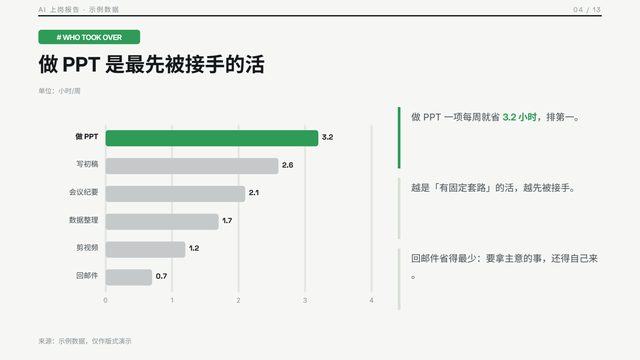 AI 上岗报告 · 示例数据
04 / 13
# WHO TOOK OVER
做 PPT 是最先被接手的活
单位：小时/周
做 PPT 3.2
写初稿 2.6
会议纪要 2.1
数据整理 1.7
剪视频 1.2
回邮件 0.7
0 1 2 3 4
做 PPT 一项每周就省 3.2 小时，排第一。
越是「有固定套路」的活，越先被接手。
回邮件省得最少：要拿主意的事，还得自己来
。
来源：示例数据，仅作版式演示